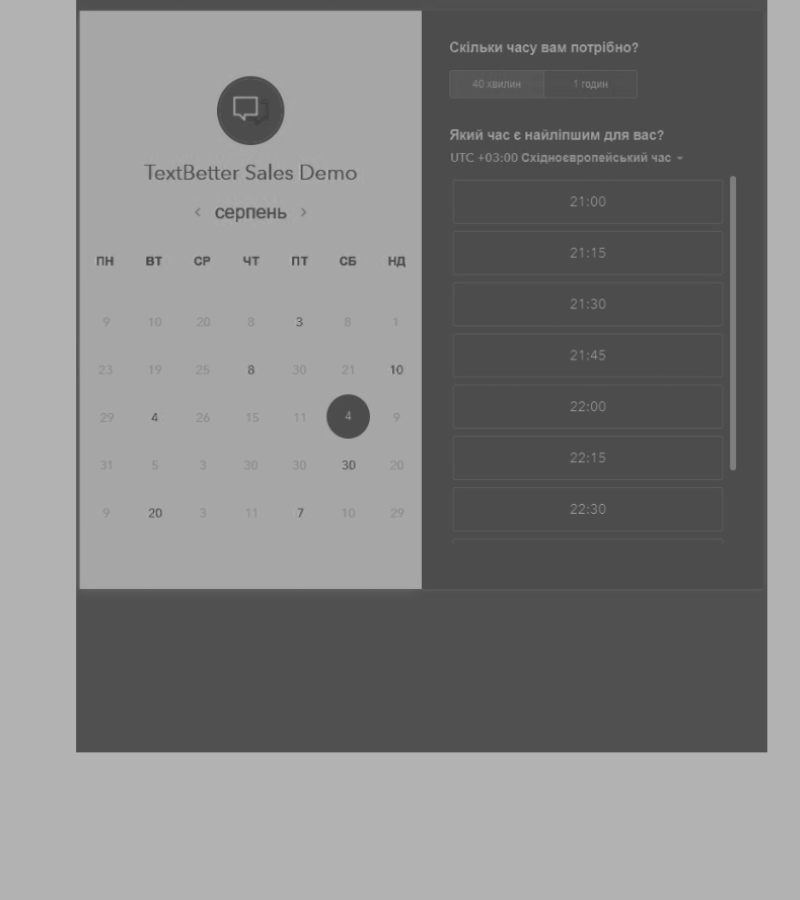 TextBetter Sales Demo
‹ серпень ›
ПН ВТ СР ЧТ ПТ СБ НД
9 10 20 8 3 8 1
23 19 25 8 30 21 10
29 4 26 15 11 4 9
31 5 3 30 30 30 20
9 20 3 11 7 10 29
Скільки часу вам потрібно?
40 хвилин 1 годин
Який час є найліпшим для вас?
UTC +03:00 Східноєвропейський час
21:00
21:15
21:30
21:45
22:00
22:15
22:30